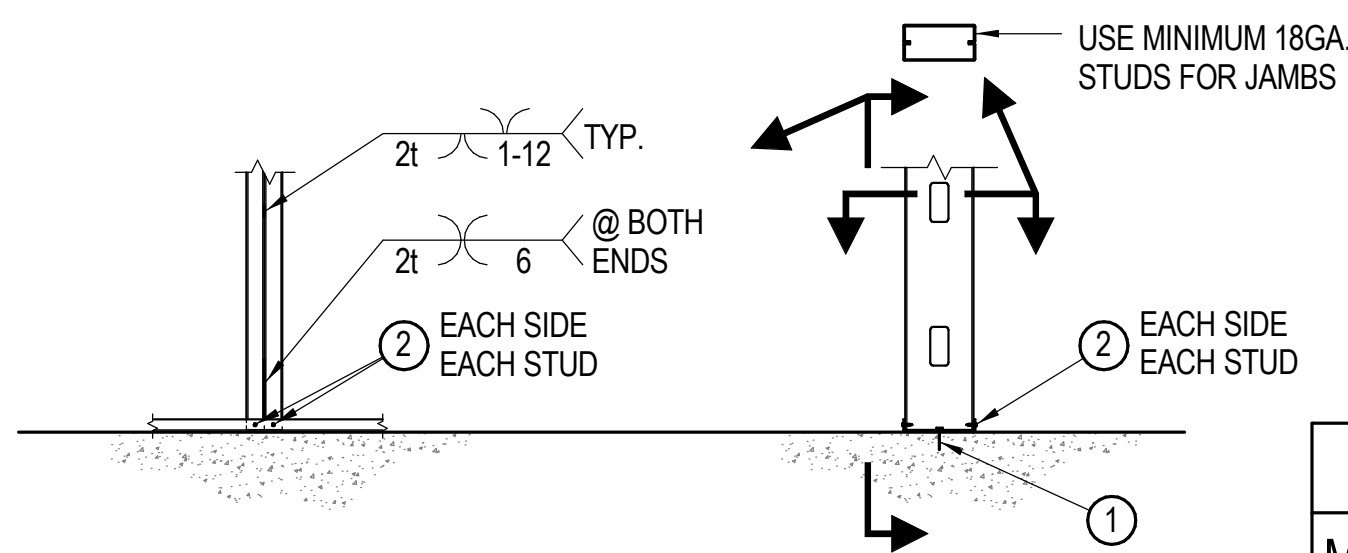 USE MINIMUM 18GA.
STUDS FOR JAMBS
2t 1-12 TYP.
2t 6 @ BOTH
ENDS
2 EACH SIDE
EACH STUD
2 EACH SIDE
EACH STUD
1